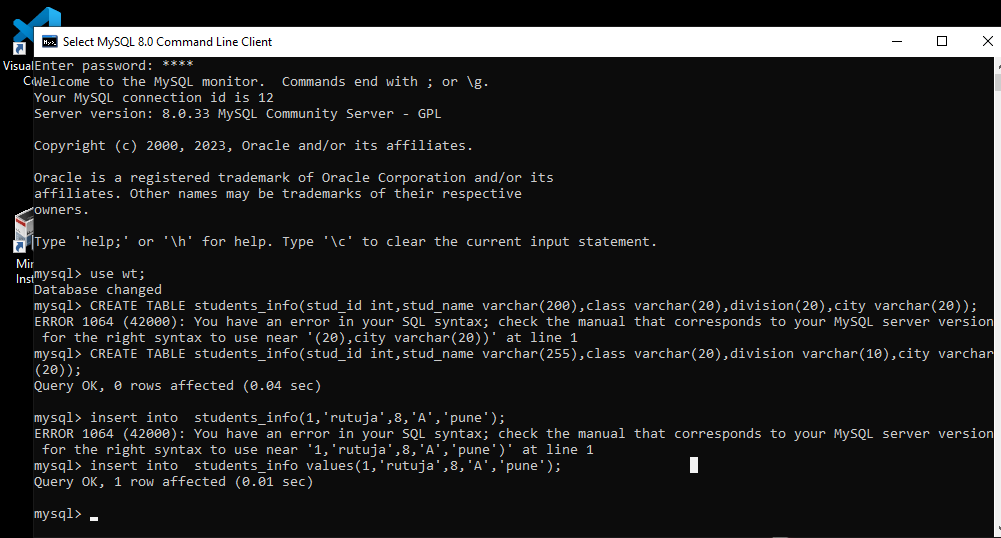 Select MySQL 8.0 Command Line Client
Visual
Enter password: ****
Welcome to the MySQL monitor.  Commands end with ; or \g.
Your MySQL connection id is 12
Server version: 8.0.33 MySQL Community Server - GPL
Copyright (c) 2000, 2023, Oracle and/or its affiliates.
Oracle is a registered trademark of Oracle Corporation and/or its
affiliates. Other names may be trademarks of their respective
owners.
Type 'help;' or '\h' for help. Type '\c' to clear the current input statement.
Min
Inst
mysql> use wt;
Database changed
mysql> CREATE TABLE students_info(stud_id int,stud_name varchar(200),class varchar(20),division(20),city varchar(20));
ERROR 1064 (42000): You have an error in your SQL syntax; check the manual that corresponds to your MySQL server version
 for the right syntax to use near '(20),city varchar(20))' at line 1
mysql> CREATE TABLE students_info(stud_id int,stud_name varchar(255),class varchar(20),division varchar(10),city varchar
(20));
Query OK, 0 rows affected (0.04 sec)
mysql> insert into  students_info(1,'rutuja',8,'A','pune');
ERROR 1064 (42000): You have an error in your SQL syntax; check the manual that corresponds to your MySQL server version
 for the right syntax to use near '1,'rutuja',8,'A','pune')' at line 1
mysql> insert into  students_info values(1,'rutuja',8,'A','pune');
Query OK, 1 row affected (0.01 sec)
mysql>